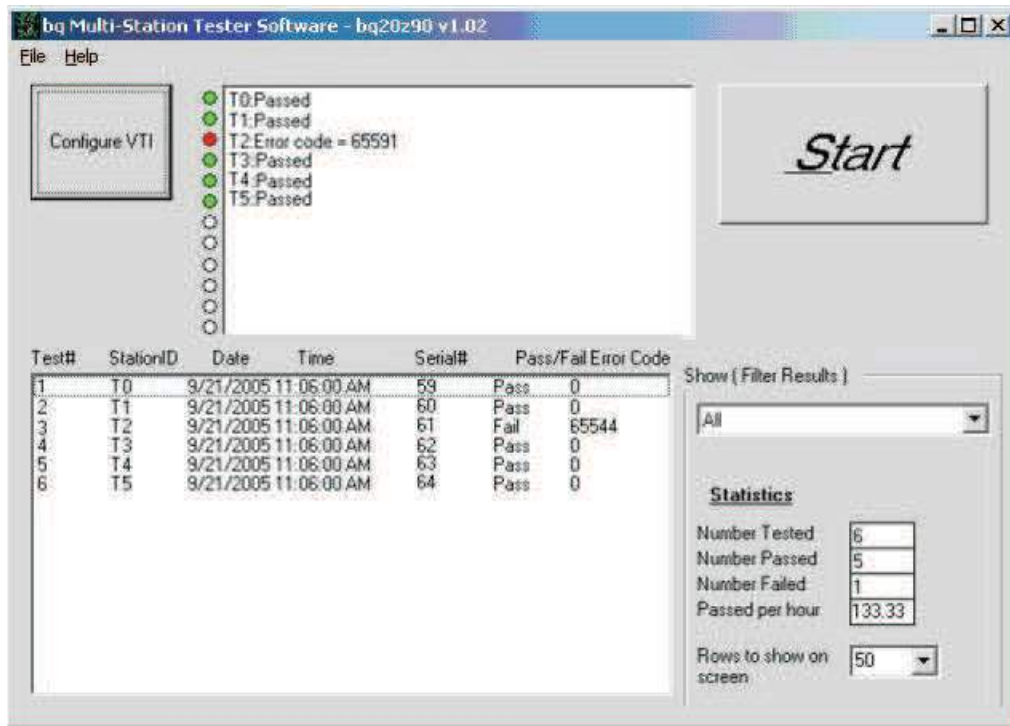 bq Multi-Station Tester Software - bq20z90 v1.02
File Help
Configure VTI
T0:Passed
T1:Passed
T2:Error code = 65591
T3:Passed
T4:Passed
T5:Passed
Start
Test# StationID Date Time Serial# Pass/Fail Error Code
1 T0 9/21/2005 11:06:00 AM 59 Pass 0
2 T1 9/21/2005 11:06:00 AM 60 Pass 0
3 T2 9/21/2005 11:06:00 AM 61 Fail 65544
4 T3 9/21/2005 11:06:00 AM 62 Pass 0
5 T4 9/21/2005 11:06:00 AM 63 Pass 0
6 T5 9/21/2005 11:06:00 AM 64 Pass 0
Show ( Filter Results )
All
Statistics
Number Tested 6
Number Passed 5
Number Failed 1
Passed per hour 133.33
Rows to show on screen 50